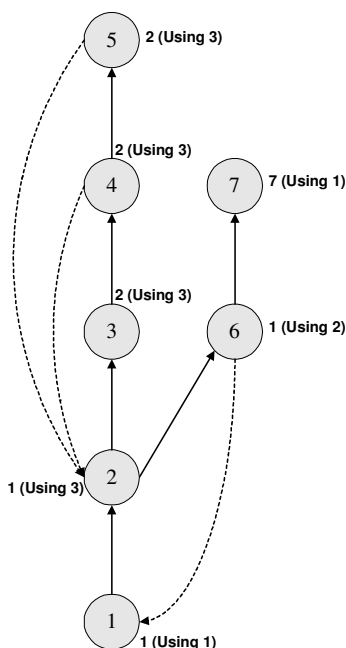 5 2 (Using 3)
2 (Using 3)
4 7 7 (Using 1)
2 (Using 3)
3 6 1 (Using 2)
2
1 (Using 3)
1
1 (Using 1)